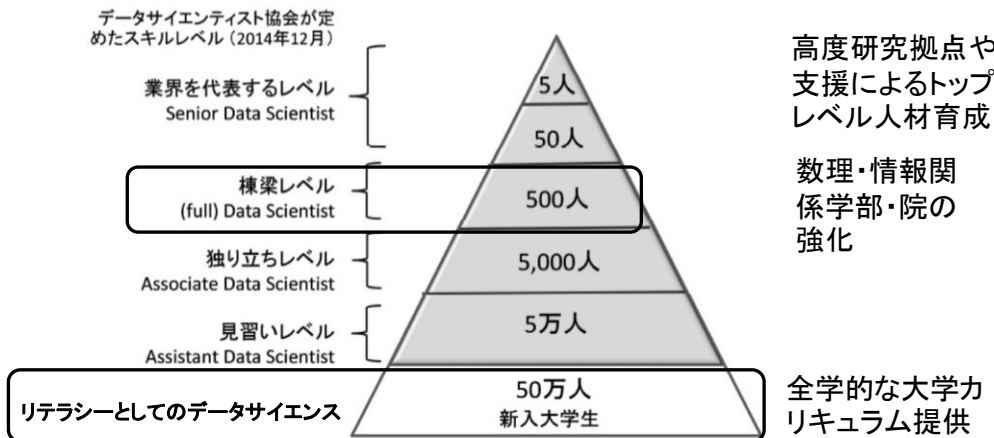 データサイエンティスト協会が定
めたスキルレベル（2014年12月）
業界を代表するレベル
Senior Data Scientist
棟梁レベル
(full) Data Scientist
独り立ちレベル
Associate Data Scientist
見習いレベル
Assistant Data Scientist
リテラシーとしてのデータサイエンス
5人
50人
500人
5,000人
5万人
50万人
新入大学生
高度研究拠点や
支援によるトップ
レベル人材育成
数理・情報関
係学部・院の
強化
全学的な大学カ
リキュラム提供